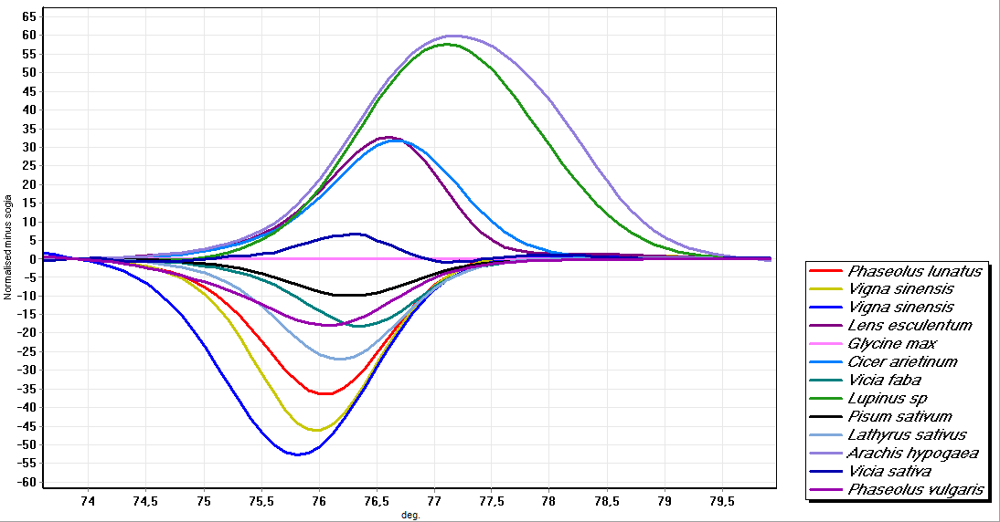 65
60
55
50
45
40
35
30
25
20
15
10
5
0
-5
-10
-15
-20
-25
-30
-35
-40
-45
-50
-55
-60
Normalised minus sogia
74 74,5 75 75,5 76 76,5 77 77,5 78 78,5 79 79,5
deg.
Phaseolus lunatus
Vigna sinensis
Vigna sinensis
Lens esculentum
Glycine max
Cicer arietinum
Vicia faba
Lupinus sp
Pisum sativum
Lathyrus sativus
Arachis hypogaea
Vicia sativa
Phaseolus vulgaris